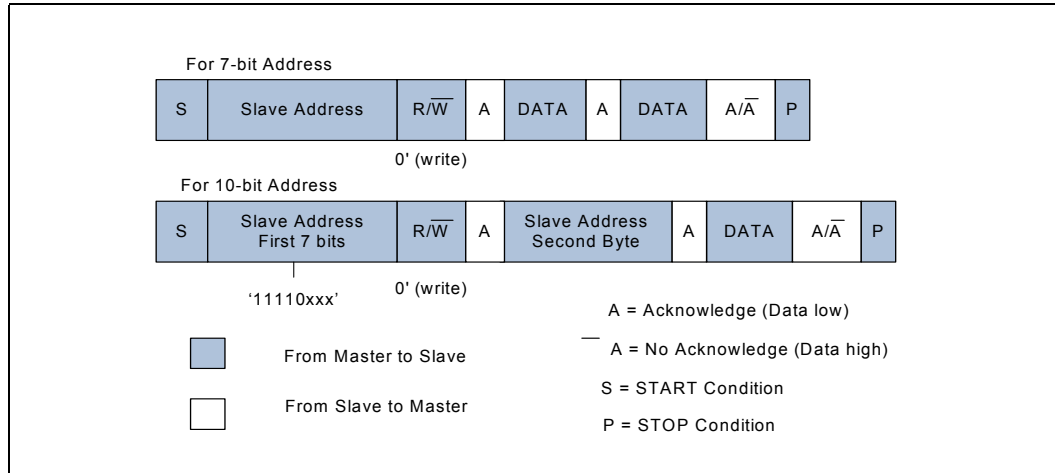 For 7-bit Address
S Slave Address R/W̅ A DATA A DATA A/A̅ P
0' (write)
For 10-bit Address
S Slave Address First 7 bits R/W̅ A Slave Address Second Byte A DATA A/A̅ P
‘11110xxx’ 0' (write)
A = Acknowledge (Data low)
From Master to Slave
A̅ = No Acknowledge (Data high)
S = START Condition
From Slave to Master
P = STOP Condition